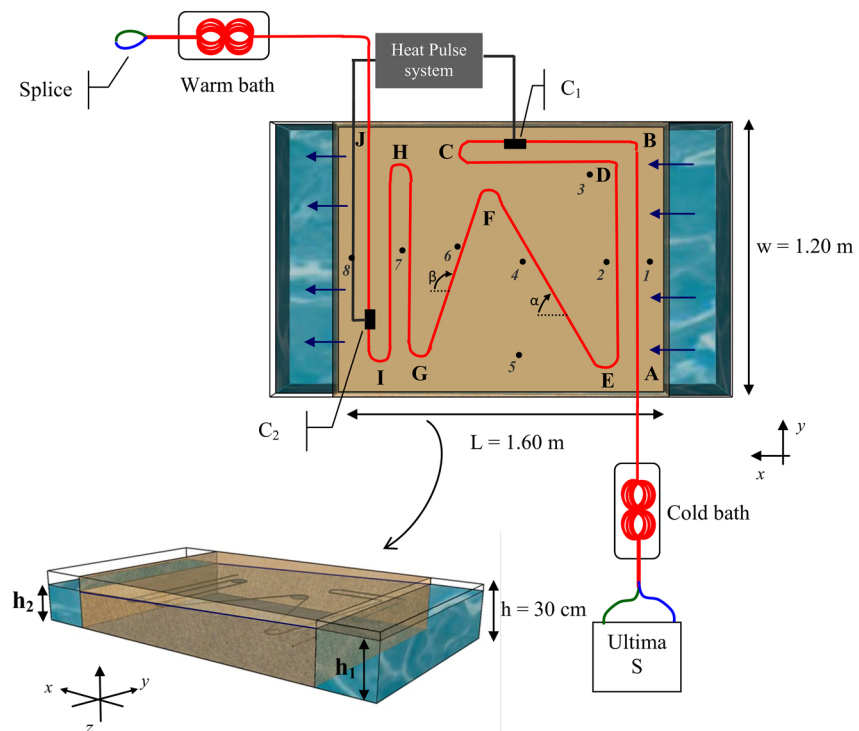 Heat Pulse
system
Splice
Warm bath
C₁
J
B
H
C
D
3
F
w = 1.20 m
6
7
4
2
1
8
β
α
5
I
G
E
A
C₂
L = 1.60 m
y
x
Cold bath
h₂
h = 30 cm
h₁
Ultima
S
x
y
z